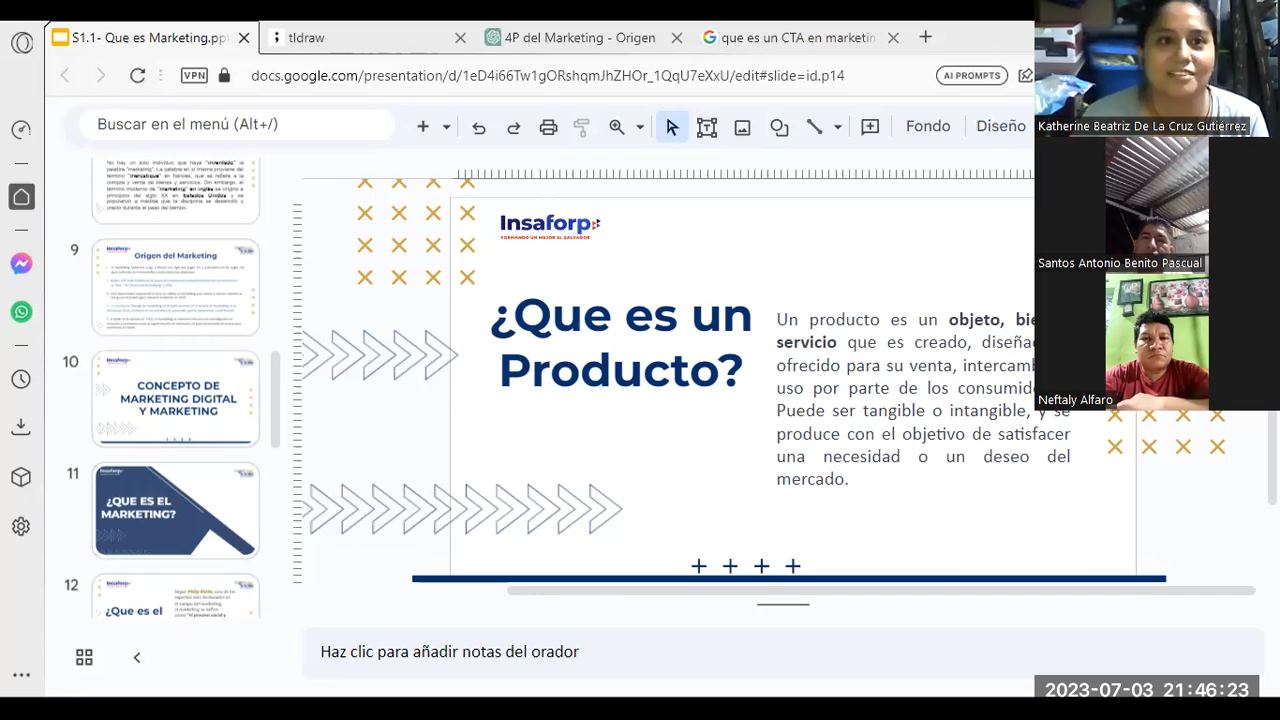 S1.1- Que es Marketing.pp
tldraw
4P del Marketing - Origen
que es un CTA en marketin
VPN
docs.google.com/presentation/d/1eD4i66Tw1gORshqmJhZHOr_1QqU7eXxU/edit#slide=id.p14
AI PROMPTS
Buscar en el menú (Alt+/)
Fondo
Diseño
Katherine Beatriz De La Cruz Gutiérrez
Santos Antonio Benito Pascual
Neftaly Alfaro
9
Insaforp
Origen del Marketing
10
Insaforp
CONCEPTO DE
MARKETING DIGITAL
Y MARKETING
11
Insaforp
¿QUE ES EL
MARKETING?
12
Insaforp
¿Que es el
Insaforp
FORMANDO UN MEJOR EL SALVADOR
¿Que es un
Producto?
Un producto es un objeto, bie
servicio que es creado, diseña
ofrecido para su venta, intercam
uso por parte de los consumid
Puede ser tangible o intangible, y se
produce con el objetivo de satisfacer
una necesidad o un deseo del
mercado.
Haz clic para añadir notas del orador
2023-07-03 21:46:23